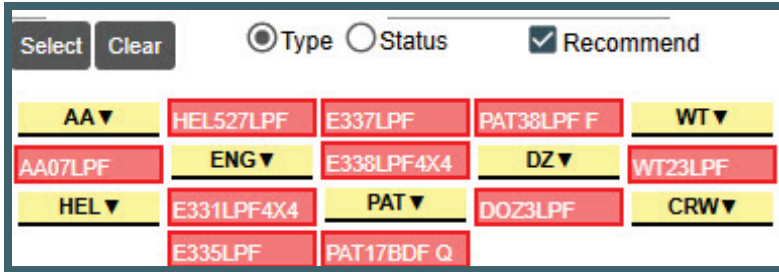 Select Clear Type Status Recommend
AA▼ HEL527LPF E337LPF PAT38LPF F WT▼
AA07LPF ENG▼ E338LPF4X4 DZ▼ WT23LPF
HEL▼ E331LPF4X4 PAT▼ DOZ3LPF CRW▼
E335LPF PAT17BDF Q